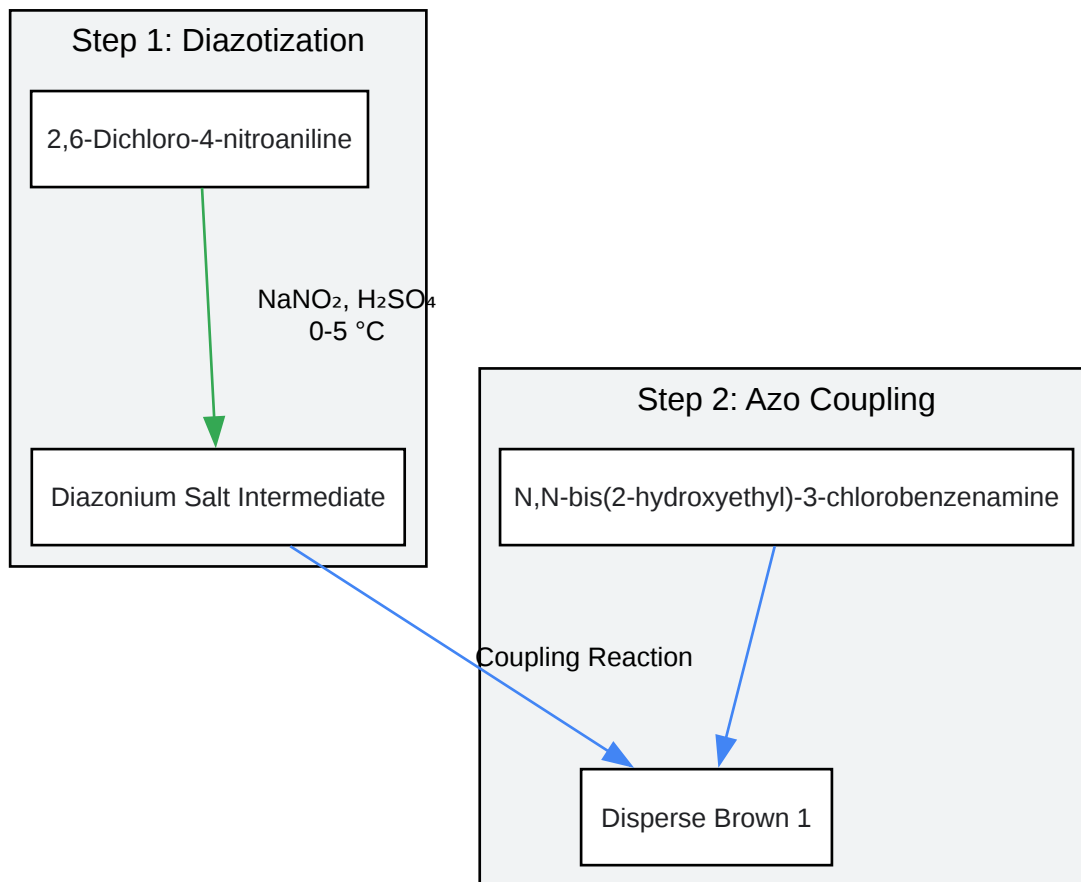 Step 1: Diazotization
2,6-Dichloro-4-nitroaniline
NaNO₂, H₂SO₄
0-5 °C
Diazonium Salt Intermediate
Step 2: Azo Coupling
N,N-bis(2-hydroxyethyl)-3-chlorobenzenamine
Coupling Reaction
Disperse Brown 1